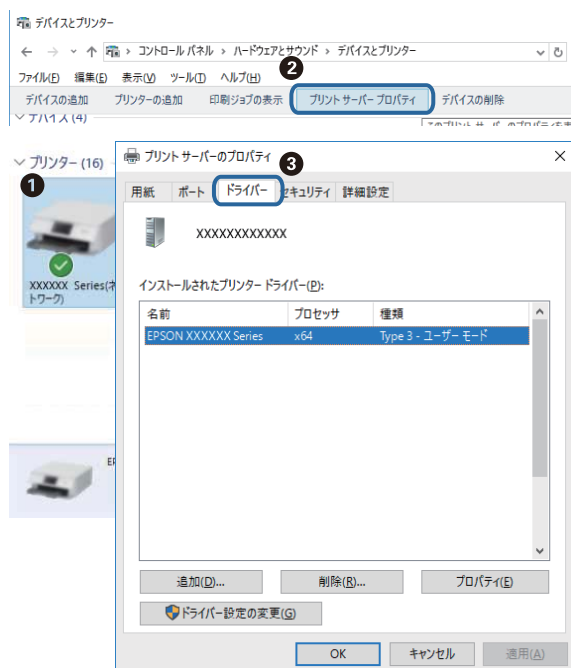 デバイスとプリンター
コントロール パネル > ハードウェアとサウンド > デバイスとプリンター
ファイル(F) 編集(E) 表示(V) ツール(T) ヘルプ(H)
2
デバイスの追加 プリンターの追加 印刷ジョブの表示 プリント サーバー プロパティ デバイスの削除
デバイス (4)
プリンター (16)
1
XXXXXX Series(ネ
トワーク)
プリント サーバーのプロパティ
3
用紙 ポート ドライバー セキュリティ 詳細設定
XXXXXXXXXXXX
インストールされたプリンター ドライバー(P):
名前 プロセッサ 種類
EPSON XXXXXX Series x64 Type 3 - ユーザー モード
追加(D)... 削除(R)... プロパティ(E)
ドライバー設定の変更(G)
OK キャンセル 適用(A)